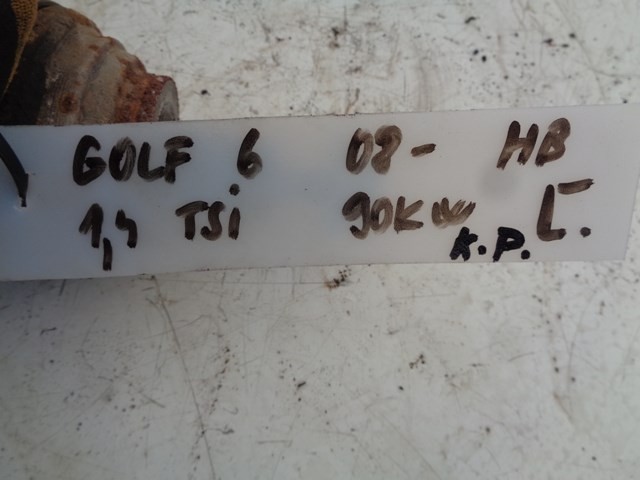 GOLF 6 08- HB
1,4 TSi 90KW L.
K.P.